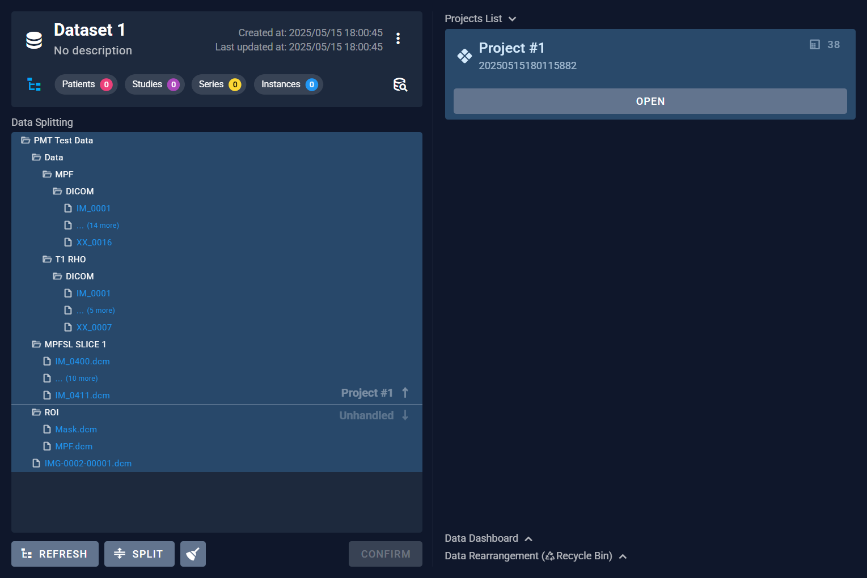 Dataset 1
No description
Created at: 2025/05/15 18:00:45
Last updated at: 2025/05/15 18:00:45
Patients 0 Studies 0 Series 0 Instances 0
Data Splitting
PMT Test Data
Data
MPF
DICOM
IM_0001
... (14 more)
XX_0016
T1 RHO
DICOM
IM_0001
... (5 more)
XX_0007
MPFSL SLICE 1
IM_0400.dcm
... (10 more)
IM_0411.dcm
Project #1 ↑
ROI
Unhandled ↓
Mask.dcm
MPF.dcm
IMG-0002-00001.dcm
REFRESH SPLIT CONFIRM
Projects List
Project #1
38
20250515180115882
OPEN
Data Dashboard
Data Rearrangement (Recycle Bin)